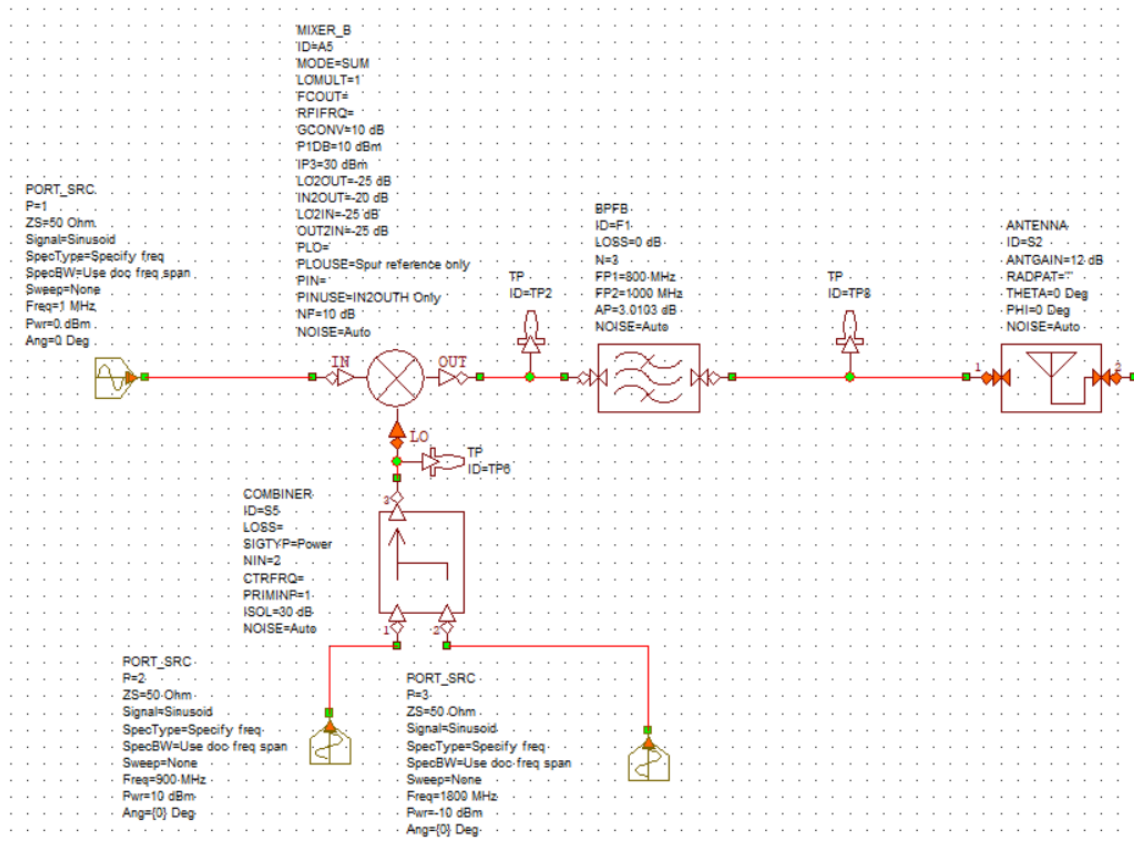 MIXER_B
ID=A5
MODE=SUM
LOMULT=1
FCOUT=
RFIFRQ=
GCONV=10 dB
P1DB=10 dBm
IP3=30 dBm
LO2OUT=-25 dB
IN2OUT=-20 dB
LO2IN=-25 dB
OUT2IN=-25 dB
PLO=
PLOUSE=Spur reference only
PIN=
PINUSE=IN2OUTH Only
NF=10 dB
NOISE=Auto
PORT_SRC
P=1
ZS=50 Ohm
Signal=Sinusoid
SpecType=Specify freq
SpecBW=Use doc freq span
Sweep=None
Freq=1 MHz
Pwr=0 dBm
Ang=0 Deg
IN
OUT
LO
TP
ID=TP2
BPFB
ID=F1
LOSS=0 dB
N=3
FP1=800 MHz
FP2=1000 MHz
AP=3.0103 dB
NOISE=Auto
TP
ID=TP8
ANTENNA
ID=S2
ANTGAIN=12 dB
RADPAT=""
THETA=0 Deg
PHI=0 Deg
NOISE=Auto
1
2
TP
ID=TP6
COMBINER
ID=S5
LOSS=
SIGTYP=Power
NIN=2
CTRFRQ=
PRIMINP=1
ISOL=30 dB
NOISE=Auto
3
1
2
PORT_SRC
P=2
ZS=50 Ohm
Signal=Sinusoid
SpecType=Specify freq
SpecBW=Use doc freq span
Sweep=None
Freq=900 MHz
Pwr=10 dBm
Ang={0} Deg
PORT_SRC
P=3
ZS=50 Ohm
Signal=Sinusoid
SpecType=Specify freq
SpecBW=Use doc freq span
Sweep=None
Freq=1800 MHz
Pwr=-10 dBm
Ang={0} Deg